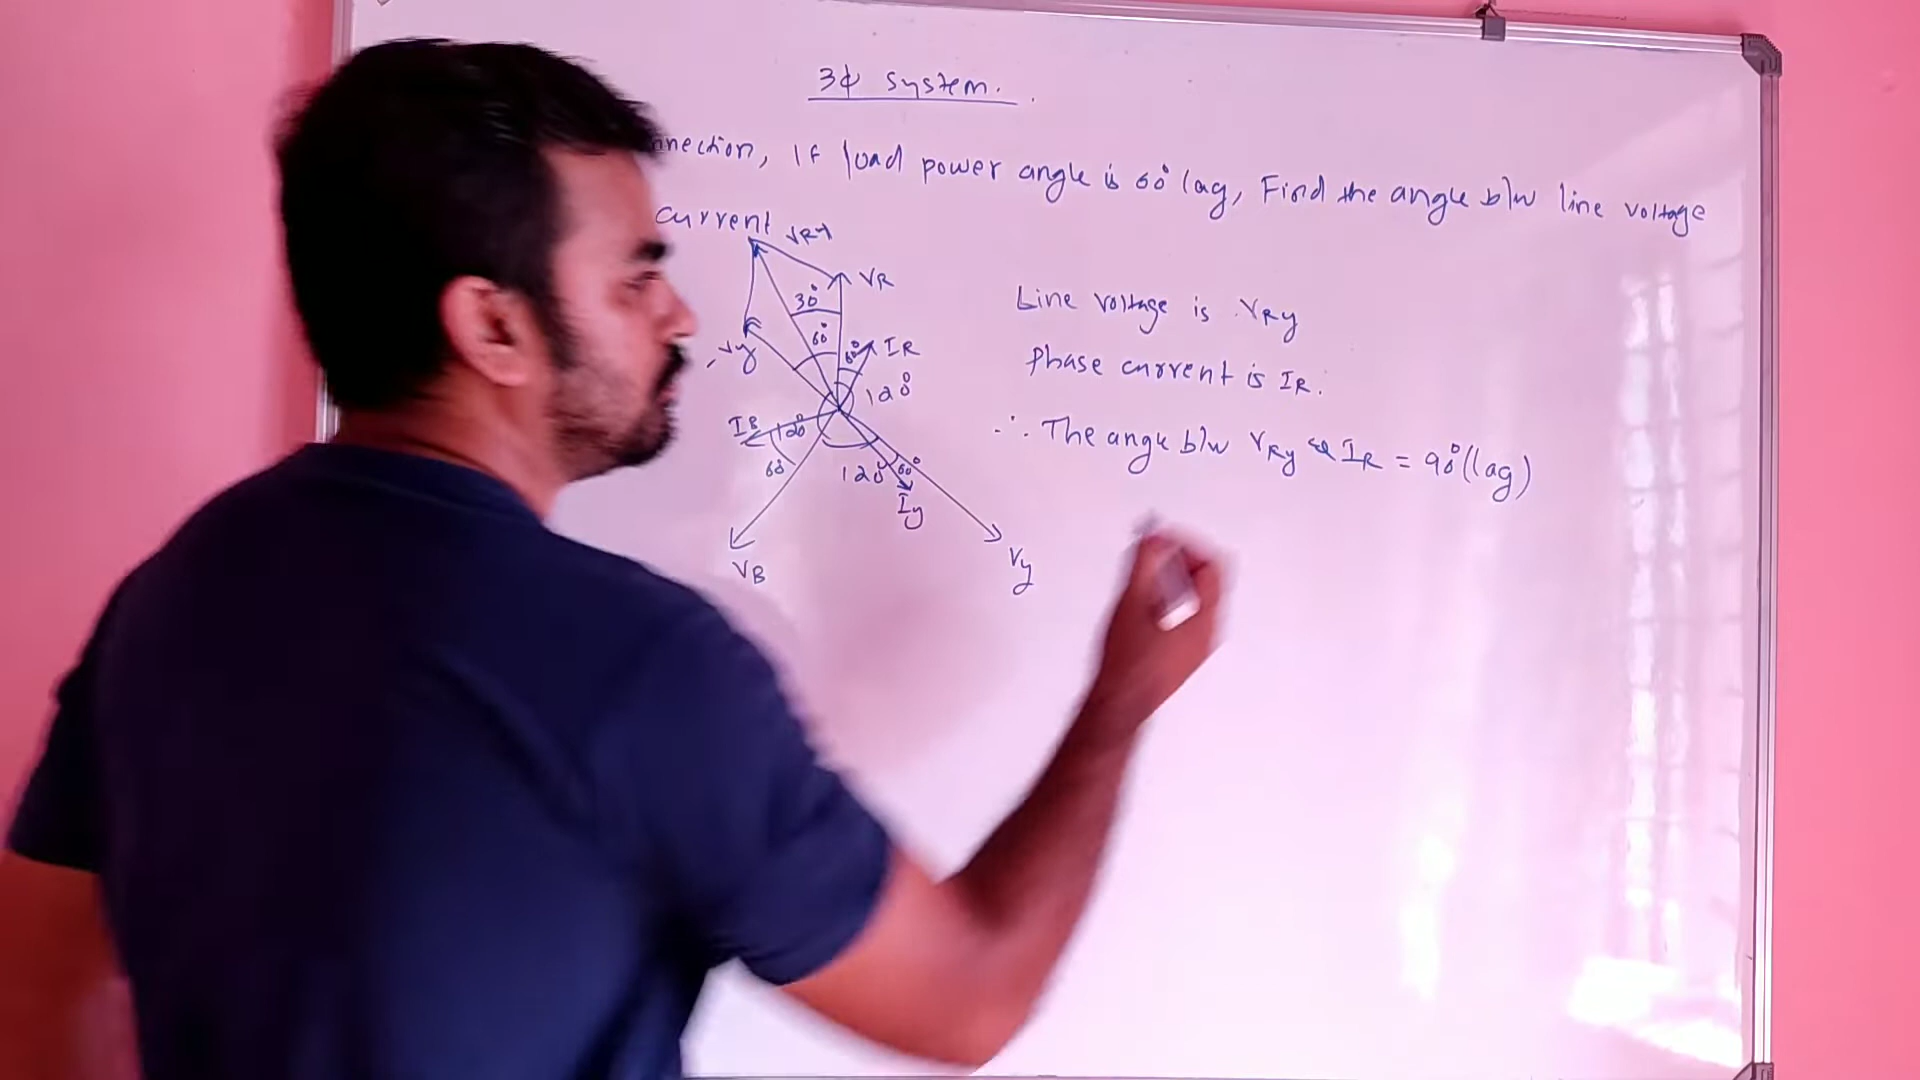 3ϕ system.
nnection, If load power angle is 60° lag, Find the angle b/w line voltage
current
VRY
VR
30°
60°
60°
IR
-Vy
120°
IB
120°
60°
120°
60°
Iy
VB
Vy
Line voltage is VRy
Phase current is IR.
∴ The angle b/w VRy & IR = 90° (lag)